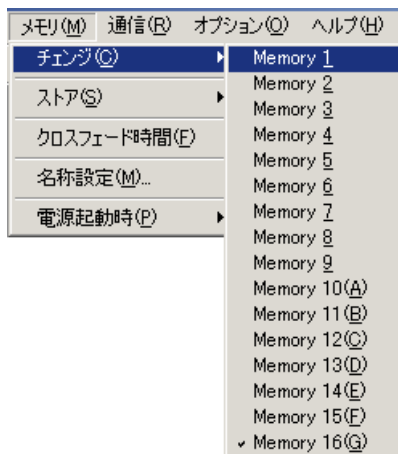 メモリ(M) 通信(R) オプション(O) ヘルプ(H)
チェンジ(C)
ストア(S)
クロスフェード時間(F)
名称設定(M)...
電源起動時(P)
Memory 1
Memory 2
Memory 3
Memory 4
Memory 5
Memory 6
Memory 7
Memory 8
Memory 9
Memory 10(A)
Memory 11(B)
Memory 12(C)
Memory 13(D)
Memory 14(E)
Memory 15(F)
Memory 16(G)